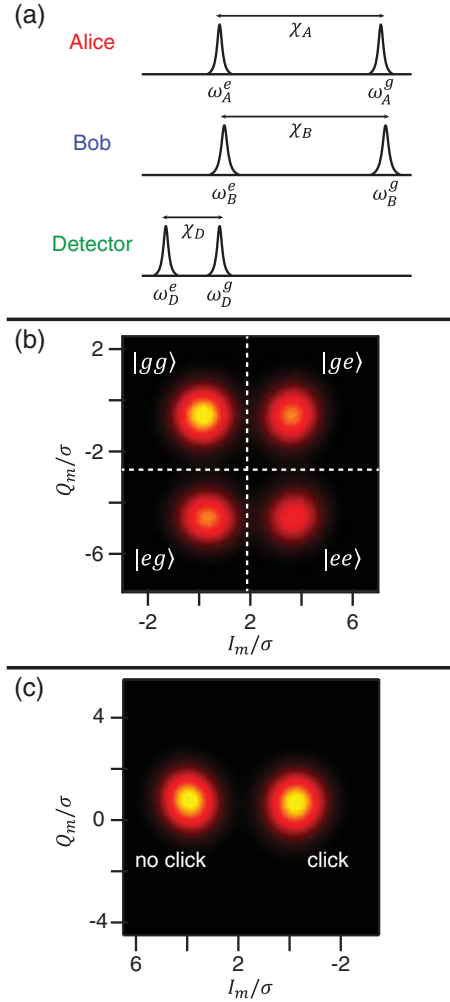 (a)
Alice
χ_A
ω_A^e
ω_A^g
Bob
χ_B
ω_B^e
ω_B^g
Detector
χ_D
ω_D^e
ω_D^g
(b)
2
-2
-6
Q_m/σ
|gg⟩
|ge⟩
|eg⟩
|ee⟩
-2
2
6
I_m/σ
(c)
4
0
-4
Q_m/σ
no click
click
6
2
-2
I_m/σ